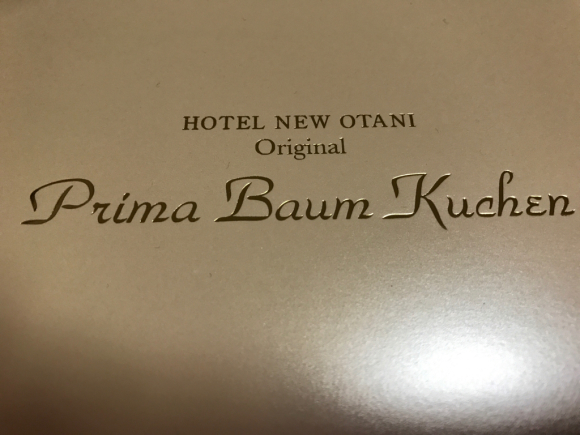 HOTEL NEW OTANI
Original
Prima Baum Kuchen